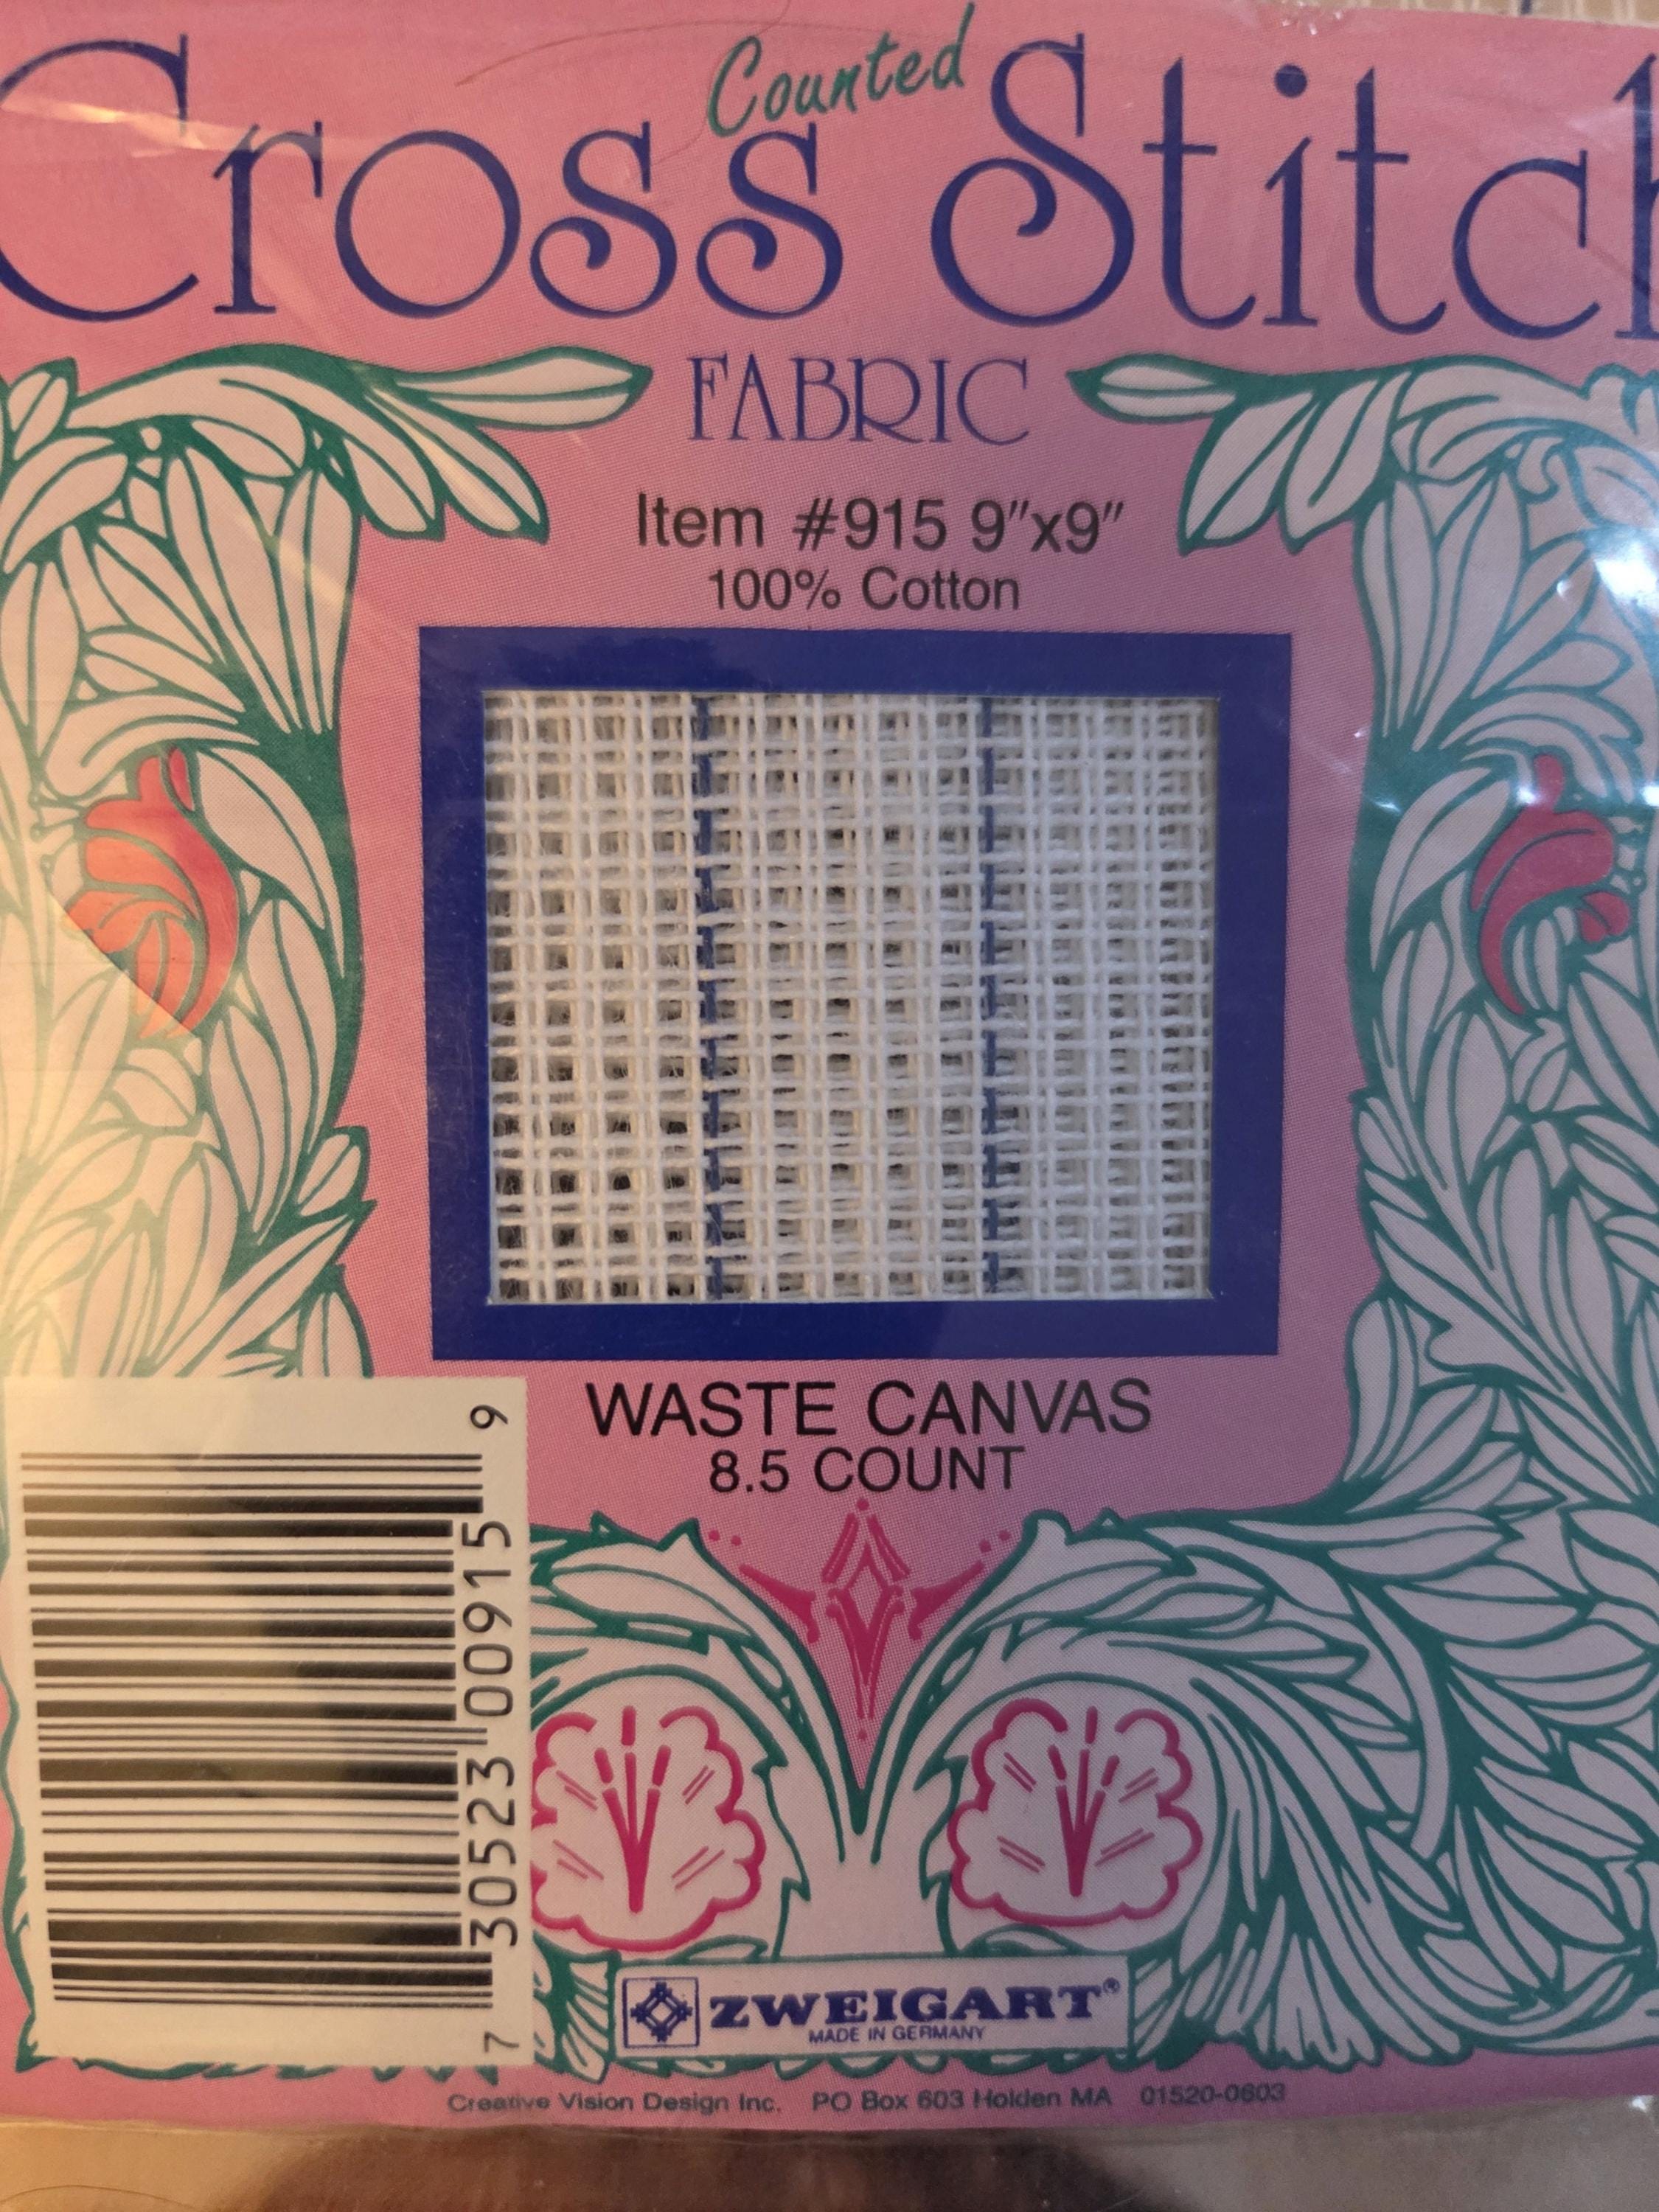 Counted
Cross Stitch
FABRIC
Item #915 9"x9"
100% Cotton
WASTE CANVAS
8.5 COUNT
7 30523 00915 9
ZWEIGART®
MADE IN GERMANY
Creative Vision Design Inc. PO Box 603 Holden MA 01520-0603